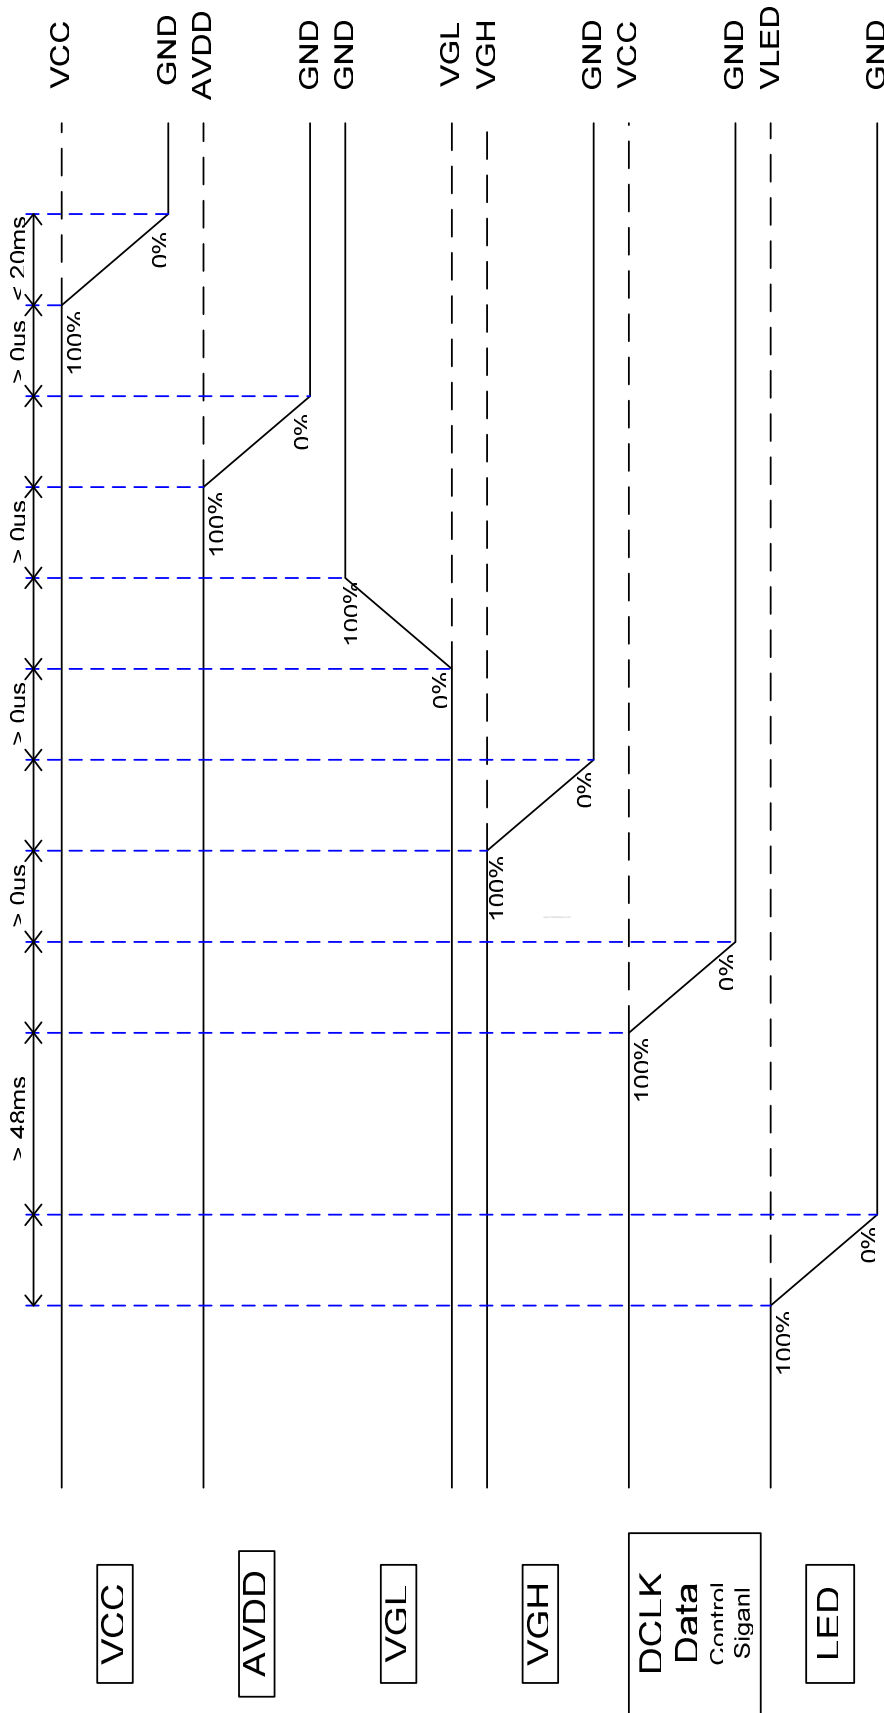 > 48ms
> 0us
> 0us
> 0us
> 0us
< 20ms
VCC
100%
0%
VCC
GND
AVDD
100%
0%
AVDD
GND
VGL
0%
100%
GND
VGL
VGH
100%
0%
VGH
GND
DCLK
Data
Control
Siganl
100%
0%
VCC
GND
LED
100%
0%
VLED
GND